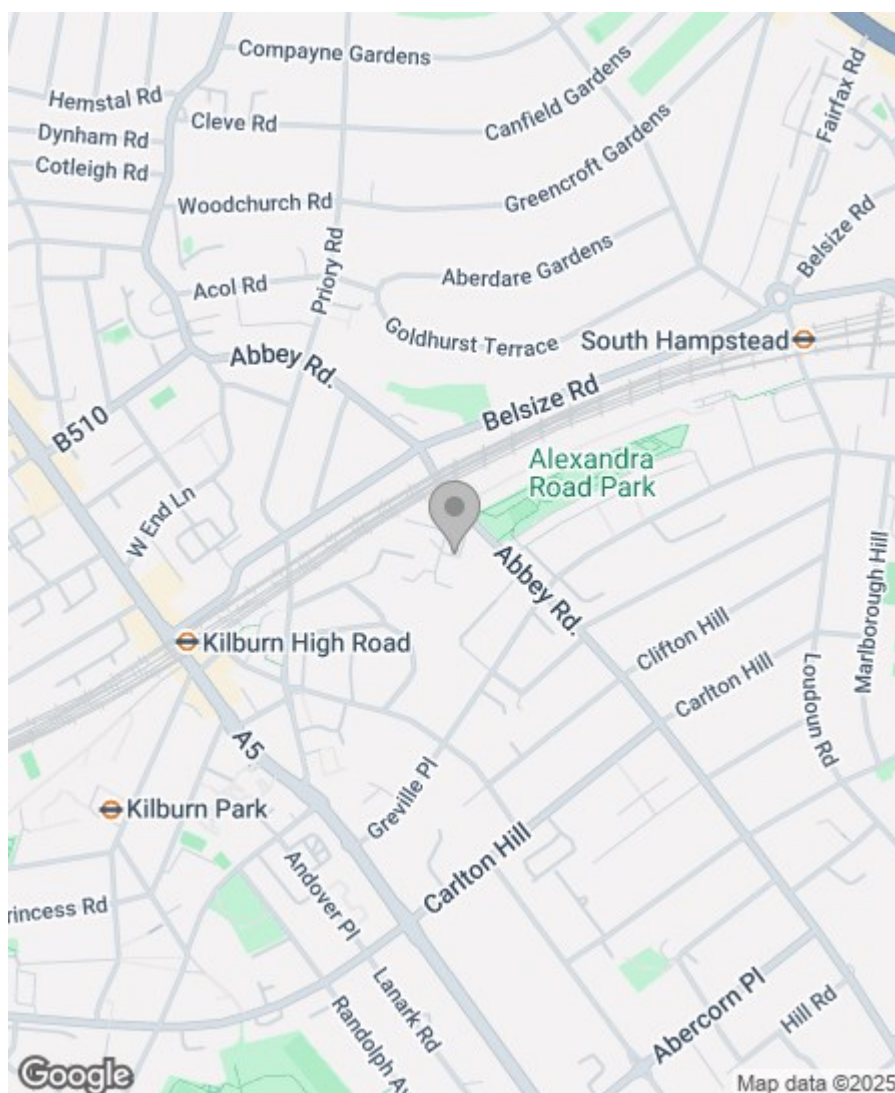 Compayne Gardens
Fairfax Rd
Hemstal Rd
Cleve Rd
Canfield Gardens
Dynham Rd
Cotleigh Rd
Greencroft Gardens
Woodchurch Rd
Belsize Rd
Priory Rd
Aberdare Gardens
Acol Rd
Goldhurst Terrace
South Hampstead
Abbey Rd.
Belsize Rd
B510
Alexandra
Road Park
W End Ln
Abbey Rd.
Marlborough Hill
Clifton Hill
Kilburn High Road
Carlton Hill
Loudoun Rd
A5
Greville Pl
Kilburn Park
Carlton Hill
Andover Pl
rincess Rd
Lanark Rd
Abercorn Pl
Hill Rd
Randolph Av
Google
Map data ©2025